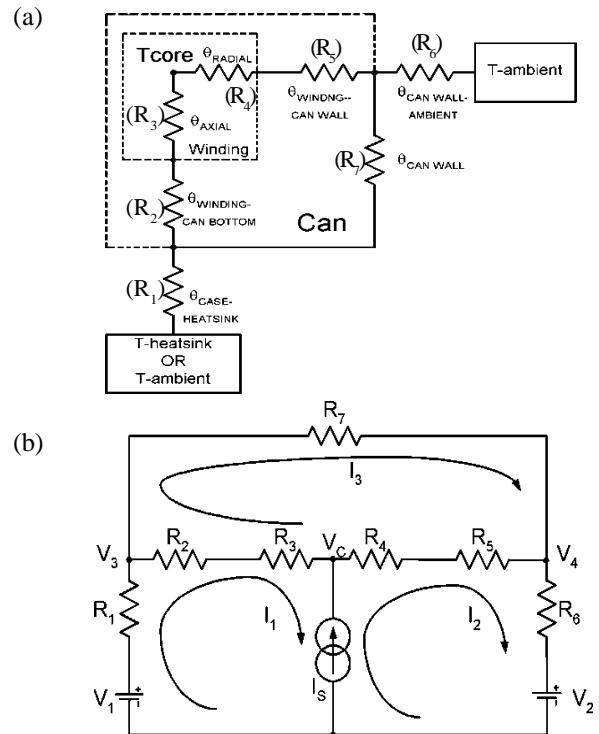 (a)
Tcore
θRADIAL
(R5)
(R6)
T-ambient
(R4)
θWINDNG--
CAN WALL
θCAN WALL-
AMBIENT
(R3)
θAXIAL
Winding
(R7)
θCAN WALL
(R2)
θWINDING-
CAN BOTTOM
Can
(R1)
θCASE-
HEATSINK
T-heatsink
OR
T-ambient
(b)
R7
I3
V3
R2
R3
VC
R4
R5
V4
R1
I1
IS
I2
R6
V1
+
+
V2